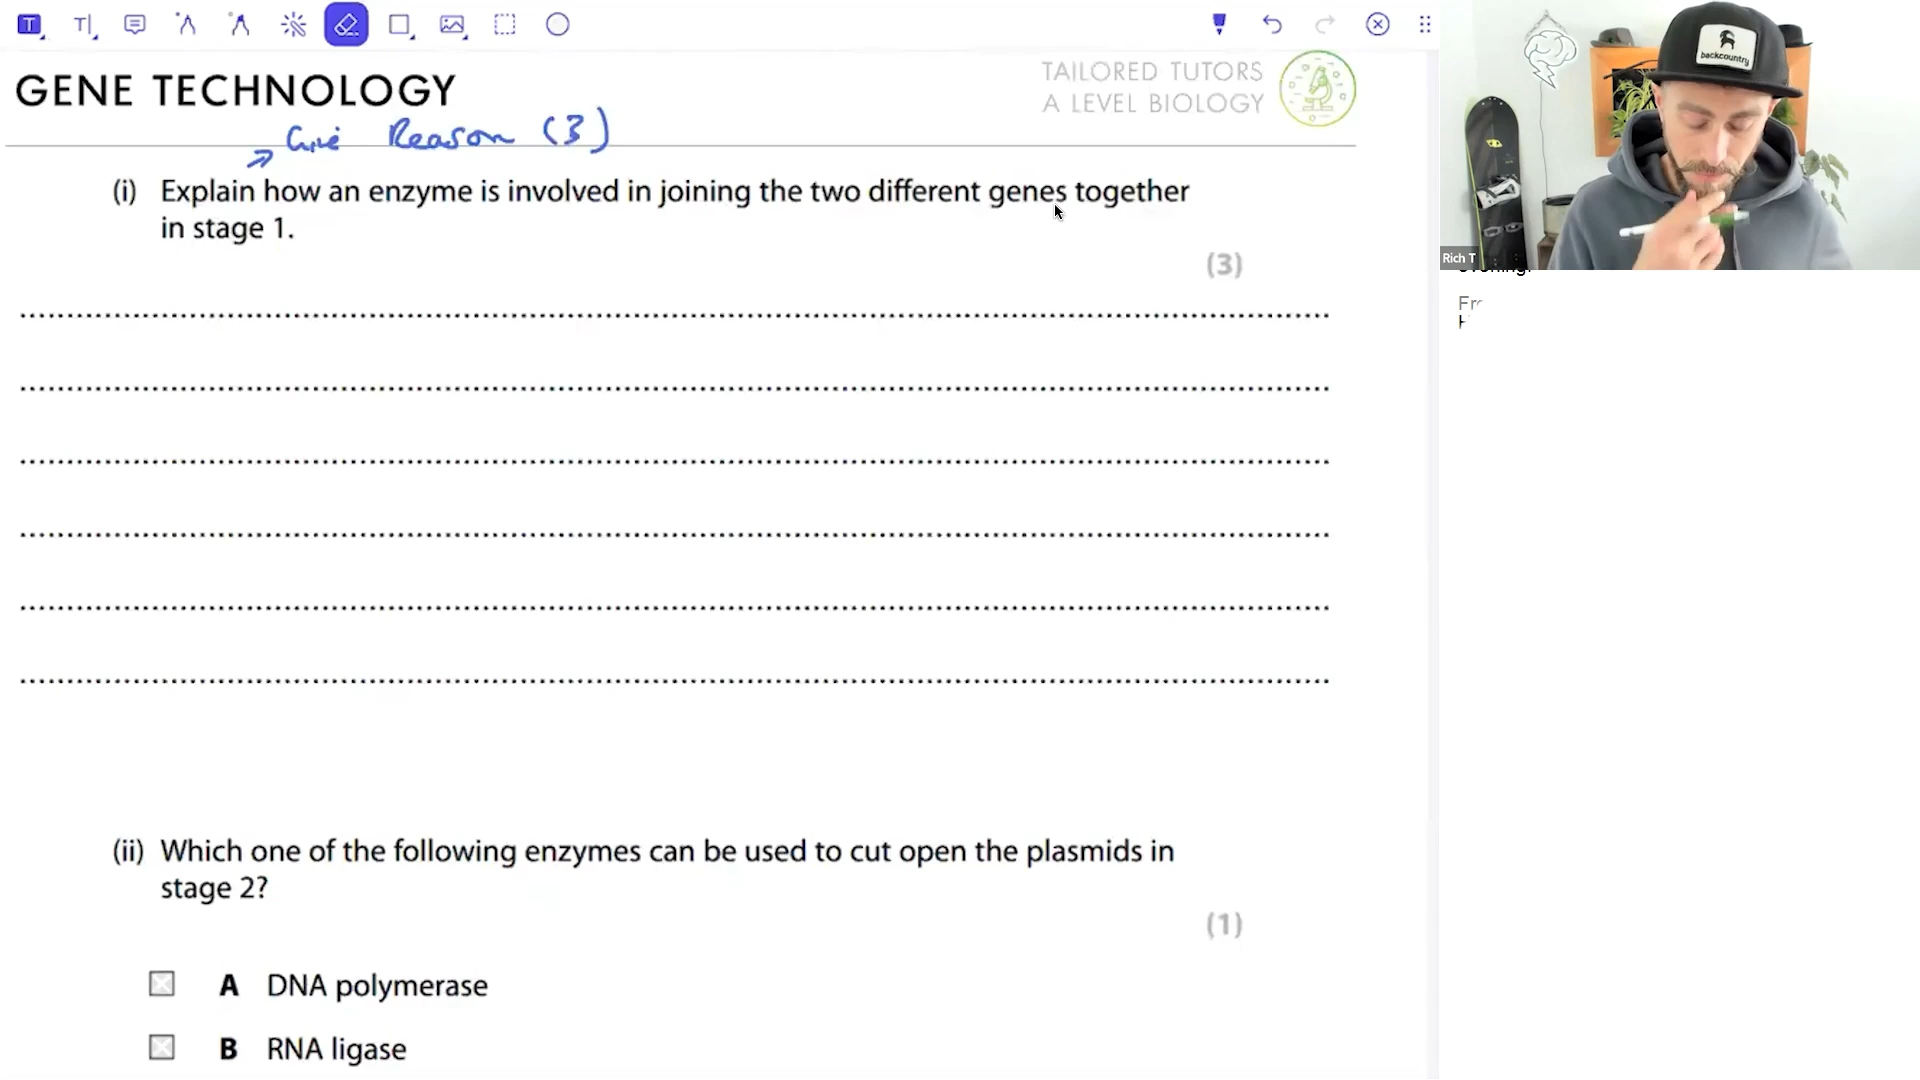 GENE TECHNOLOGY
TAILORED TUTORS
A LEVEL BIOLOGY
→ Give Reason (3)
(i) Explain how an enzyme is involved in joining the two different genes together
in stage 1.
(3)
(ii) Which one of the following enzymes can be used to cut open the plasmids in
stage 2?
(1)
A DNA polymerase
B RNA ligase
backcountry
Rich T